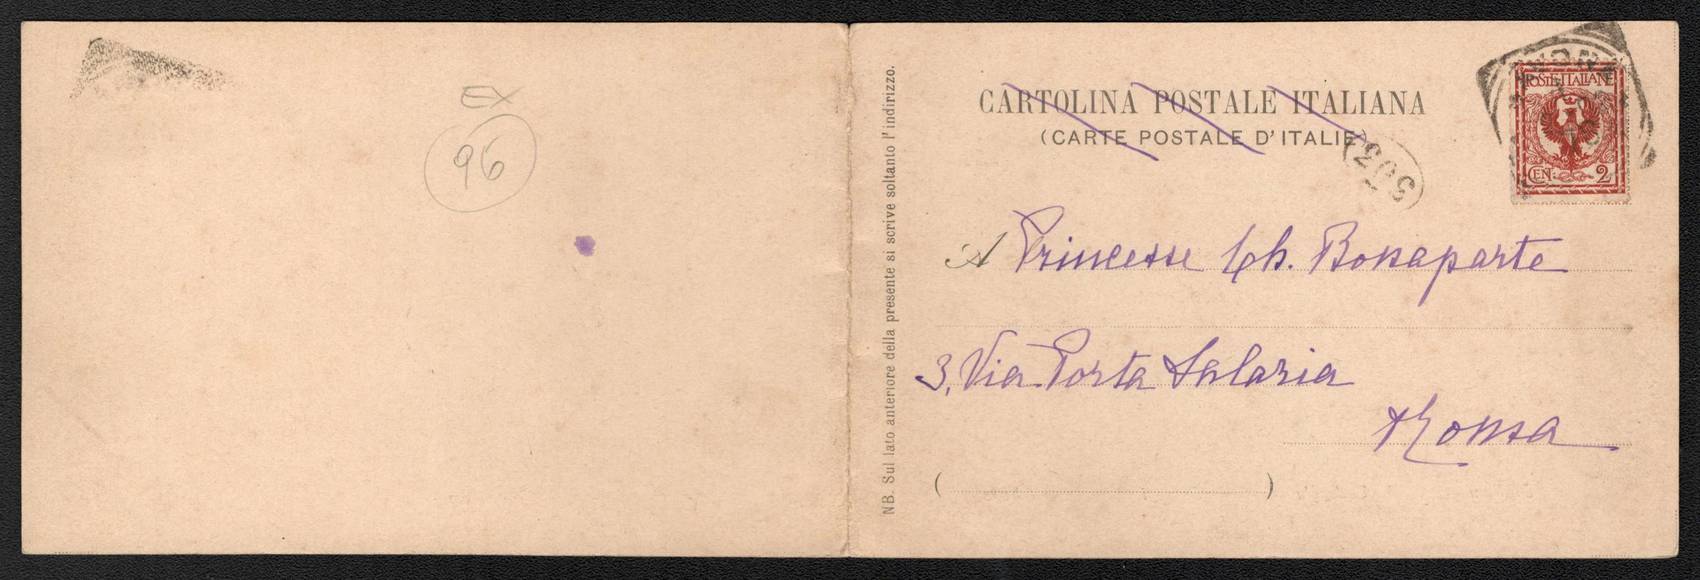 EX
96
NB. Sul lato anteriore della presente si scrive soltanto l'indirizzo.
CARTOLINA POSTALE ITALIANA
(CARTE POSTALE D'ITALIE)
POSTE ITALIANE
CEN. 2
A Princesse Ch. Bonaparte
3, Via Porta Salaria
Roma
( )